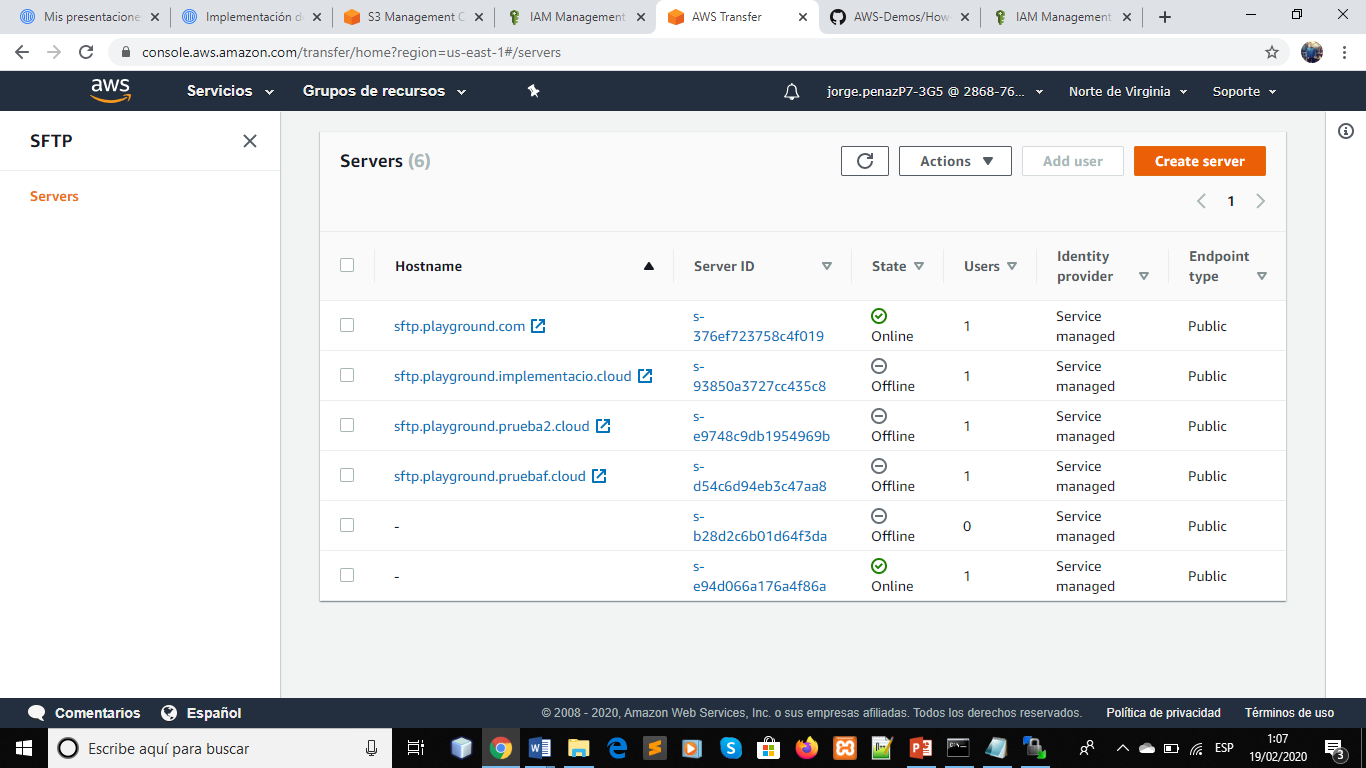 Mis presentacione
Implementación d
S3 Management C
IAM Management
AWS Transfer
AWS-Demos/How
IAM Management
console.aws.amazon.com/transfer/home?region=us-east-1#/servers
aws
Servicios
Grupos de recursos
jorge.penazP7-3G5 @ 2868-76...
Norte de Virginia
Soporte
SFTP
Servers
Servers (6)
Actions
Add user
Create server
1
Hostname
Server ID
State
Users
Identity
provider
Endpoint
type
sftp.playground.com
s-
376ef723758c4f019
Online
1
Service
managed
Public
sftp.playground.implementacio.cloud
s-
93850a3727cc435c8
Offline
1
Service
managed
Public
sftp.playground.prueba2.cloud
s-
e9748c9db1954969b
Offline
1
Service
managed
Public
sftp.playground.pruebaf.cloud
s-
d54c6d94eb3c47aa8
Offline
1
Service
managed
Public
-
s-
b28d2c6b01d64f3da
Offline
0
Service
managed
Public
-
s-
e94d066a176a4f86a
Online
1
Service
managed
Public
Comentarios
Español
© 2008 - 2020, Amazon Web Services, Inc. o sus empresas afiliadas. Todos los derechos reservados.
Política de privacidad
Términos de uso
Escribe aquí para buscar
ESP
1:07
19/02/2020
3